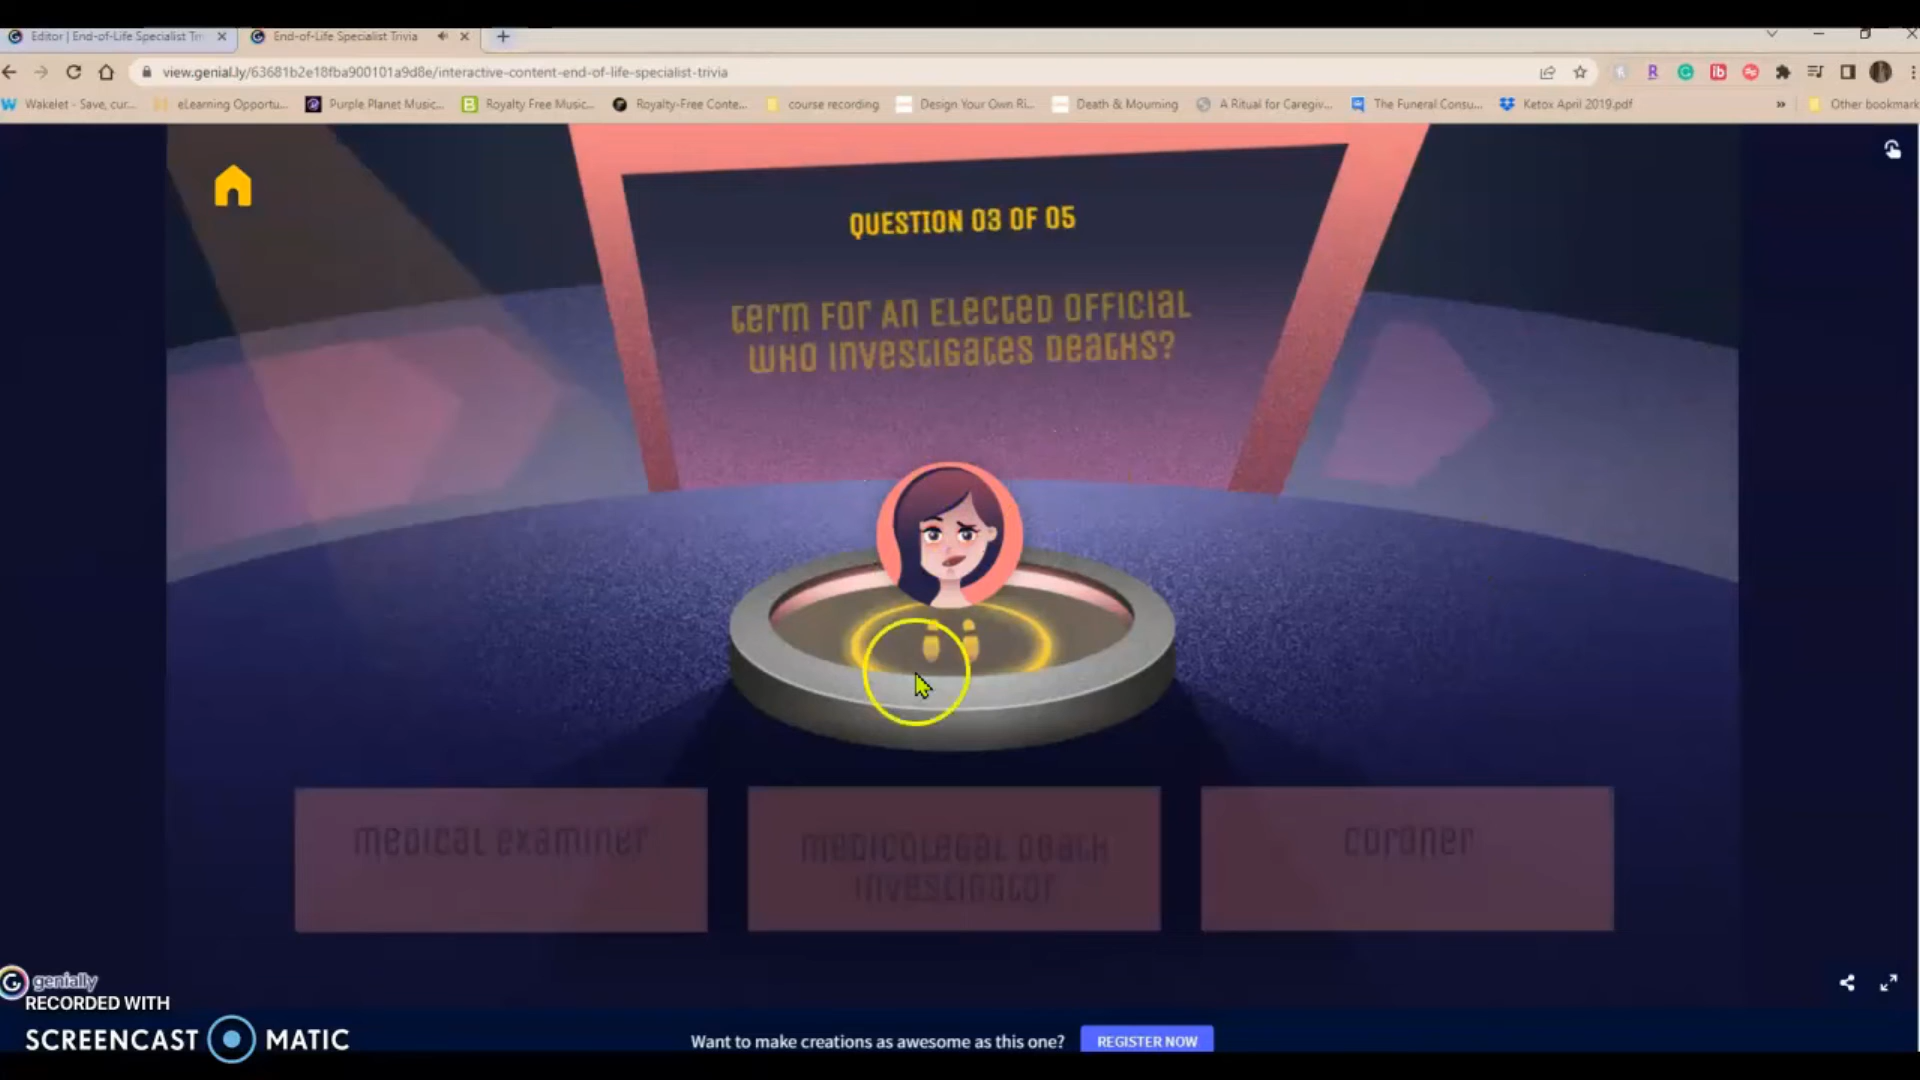 Editor | End-of-Life Specialist Tri
End-of-Life Specialist Trivia
view.genial.ly/63681b2e18fba900101a9d8e/interactive-content-end-of-life-specialist-trivia
Wakelet - Save, cur...
eLearning Opportu...
Purple Planet Music...
Royalty Free Music...
Royalty-Free Conte...
course recording
Design Your Own Ri...
Death & Mourning
A Ritual for Caregiv...
The Funeral Consu...
Ketox April 2019.pdf
»
Other bookmark
QUESTION 03 OF 05
Term for an elected official
who investigates deaths?
medical examiner
medicolegal death
investigator
coroner
genially
RECORDED WITH
SCREENCAST MATIC
Want to make creations as awesome as this one?
REGISTER NOW